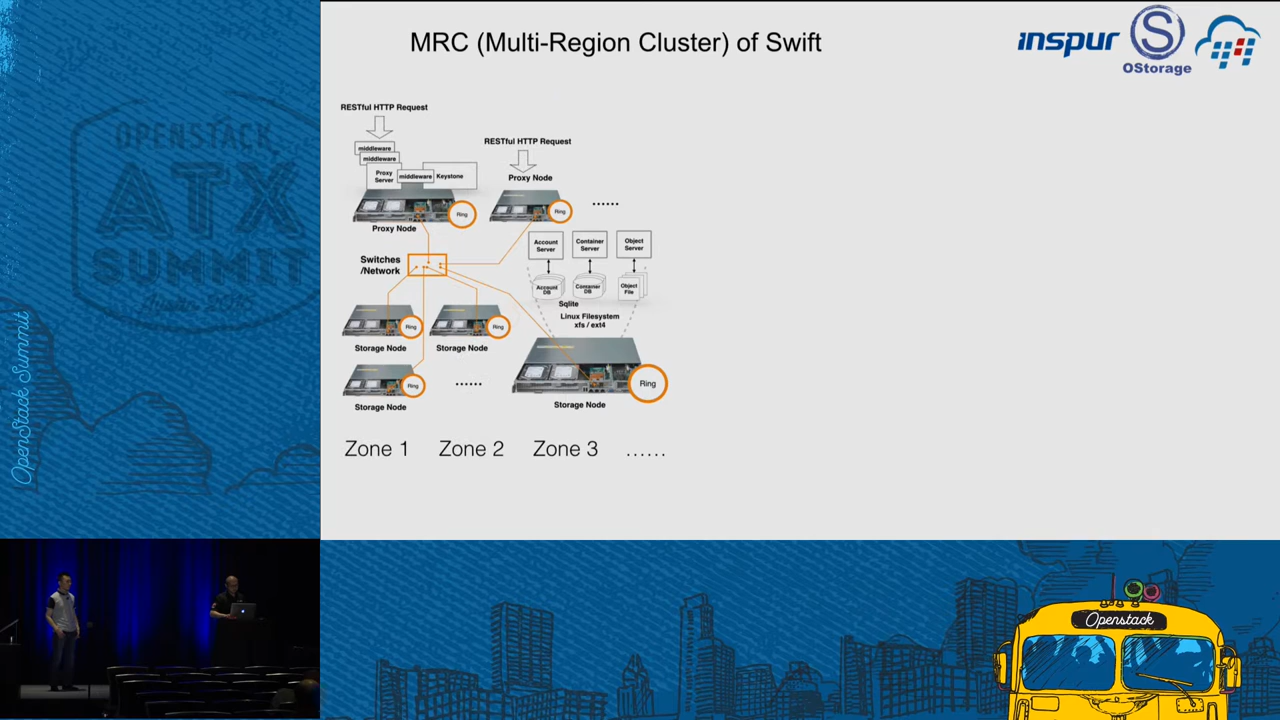 MRC (Multi-Region Cluster) of Swift
inspur
S
OStorage
RESTful HTTP Request
middleware
middleware
Proxy
Server
middleware
Keystone
Ring
Proxy Node
RESTful HTTP Request
Proxy Node
Ring
......
Switches
/Network
Account
Server
Container
Server
Object
Server
Account
DB
Container
DB
Object
File
Sqlite
Linux Filesystem
xfs / ext4
Ring
Storage Node
Ring
Storage Node
Ring
Storage Node
......
Ring
Storage Node
Zone 1
Zone 2
Zone 3
......
OPENSTACK
ATX
SUMMIT
OpenStack Summit
Openstack